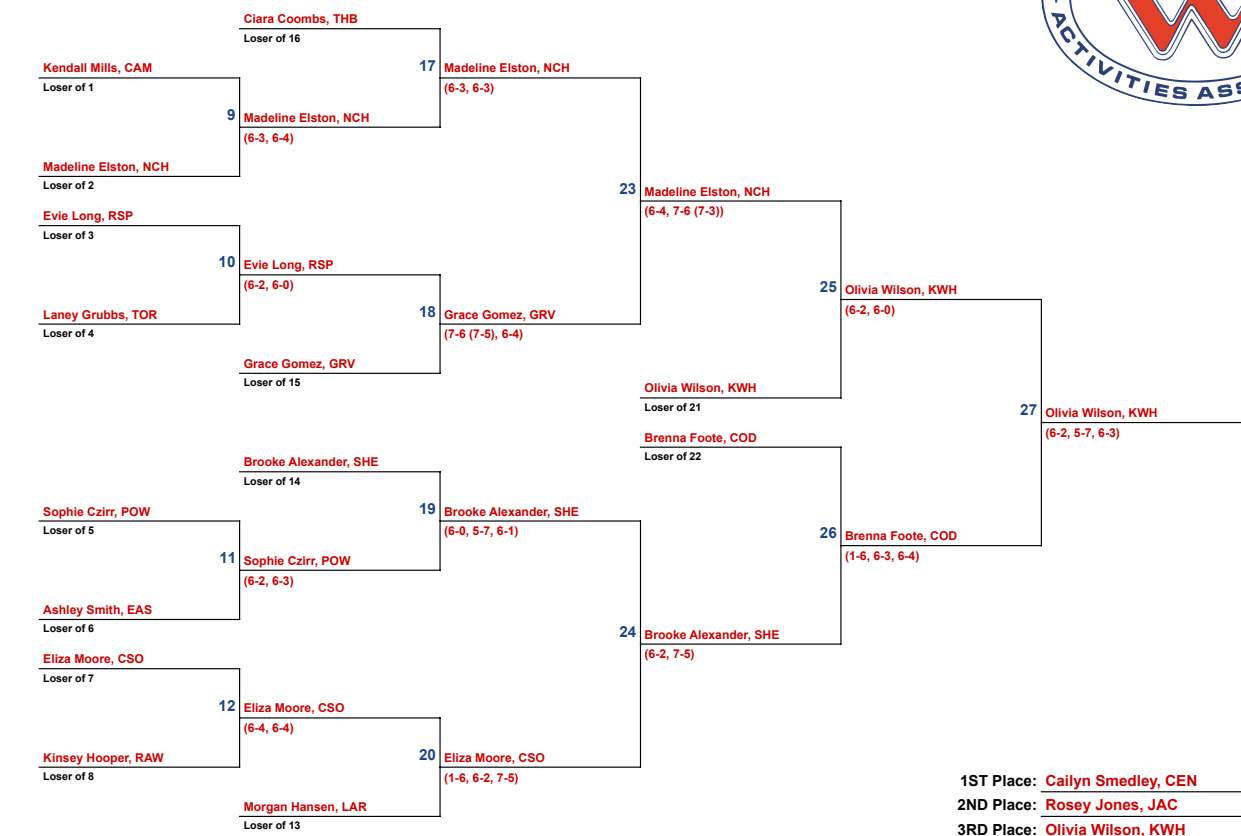 Ciara Coombs, THB
Loser of 16
Kendall Mills, CAM
Loser of 1
17
Madeline Elston, NCH
(6-3, 6-3)
9
Madeline Elston, NCH
(6-3, 6-4)
Madeline Elston, NCH
Loser of 2
23
Madeline Elston, NCH
(6-4, 7-6 (7-3))
Evie Long, RSP
Loser of 3
10
Evie Long, RSP
(6-2, 6-0)
Laney Grubbs, TOR
Loser of 4
18
Grace Gomez, GRV
(7-6 (7-5), 6-4)
Grace Gomez, GRV
Loser of 15
25
Olivia Wilson, KWH
(6-2, 6-0)
Olivia Wilson, KWH
Loser of 21
27
Olivia Wilson, KWH
(6-2, 5-7, 6-3)
Brenna Foote, COD
Loser of 22
Brooke Alexander, SHE
Loser of 14
Sophie Czirr, POW
Loser of 5
19
Brooke Alexander, SHE
(6-0, 5-7, 6-1)
26
Brenna Foote, COD
(1-6, 6-3, 6-4)
11
Sophie Czirr, POW
(6-2, 6-3)
Ashley Smith, EAS
Loser of 6
24
Brooke Alexander, SHE
(6-2, 7-5)
Eliza Moore, CSO
Loser of 7
12
Eliza Moore, CSO
(6-4, 6-4)
Kinsey Hooper, RAW
Loser of 8
20
Eliza Moore, CSO
(1-6, 6-2, 7-5)
Morgan Hansen, LAR
Loser of 13
1ST Place: Cailyn Smedley, CEN
2ND Place: Rosey Jones, JAC
3RD Place: Olivia Wilson, KWH
W
ACTIVITIES ASS